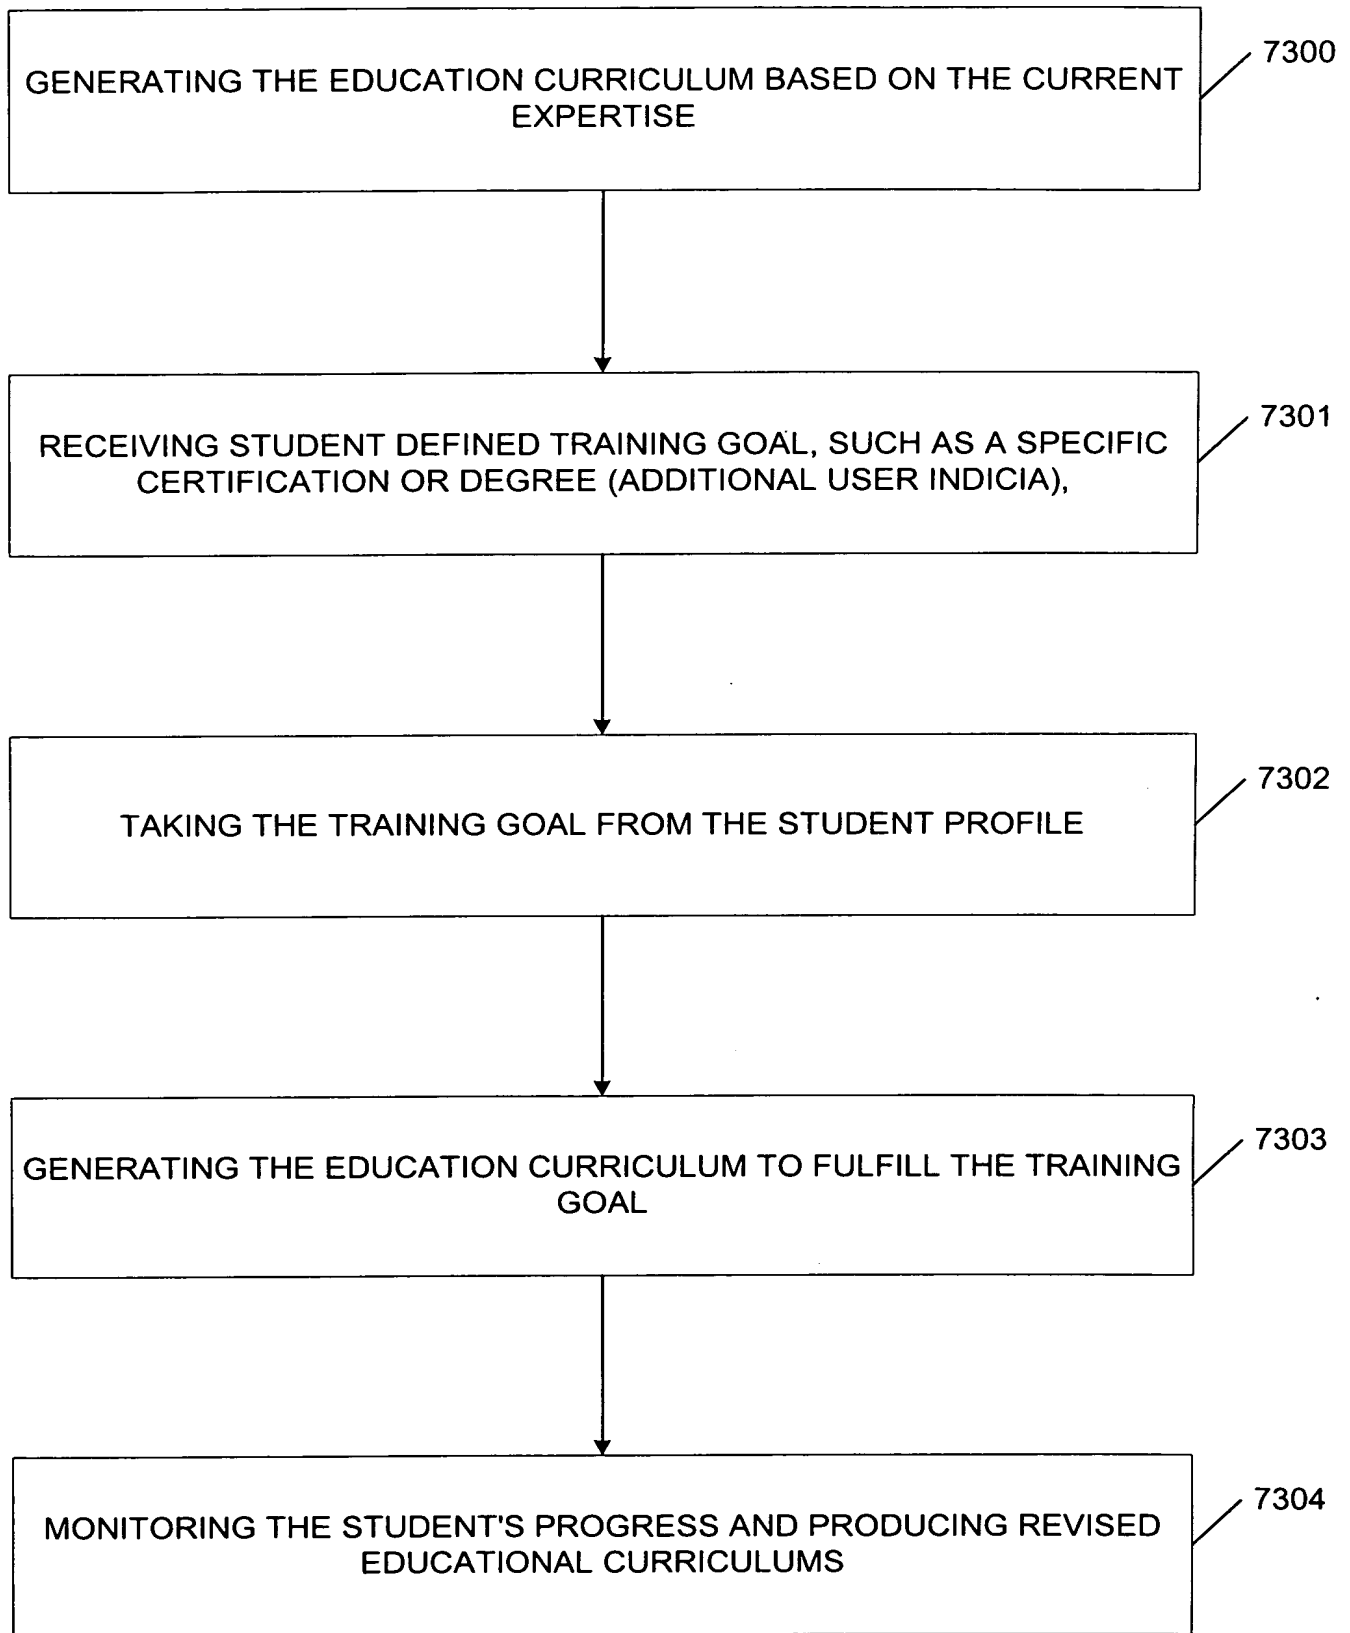 7300
GENERATING THE EDUCATION CURRICULUM BASED ON THE CURRENT
EXPERTISE
7301
RECEIVING STUDENT DEFINED TRAINING GOAL, SUCH AS A SPECIFIC
CERTIFICATION OR DEGREE (ADDITIONAL USER INDICIA),
7302
TAKING THE TRAINING GOAL FROM THE STUDENT PROFILE
7303
GENERATING THE EDUCATION CURRICULUM TO FULFILL THE TRAINING
GOAL
7304
MONITORING THE STUDENT'S PROGRESS AND PRODUCING REVISED
EDUCATIONAL CURRICULUMS